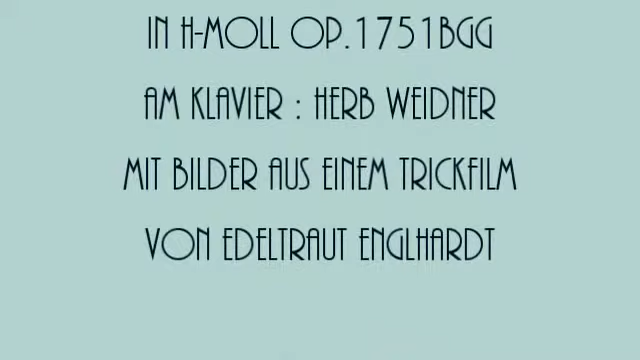 IN H-MOLL OP.1751BGG
AM KLAVIER : HERB WEIDNER
MIT BILDER AUS EINEM TRICKFILM
VON EDELTRAUT ENGLHARDT